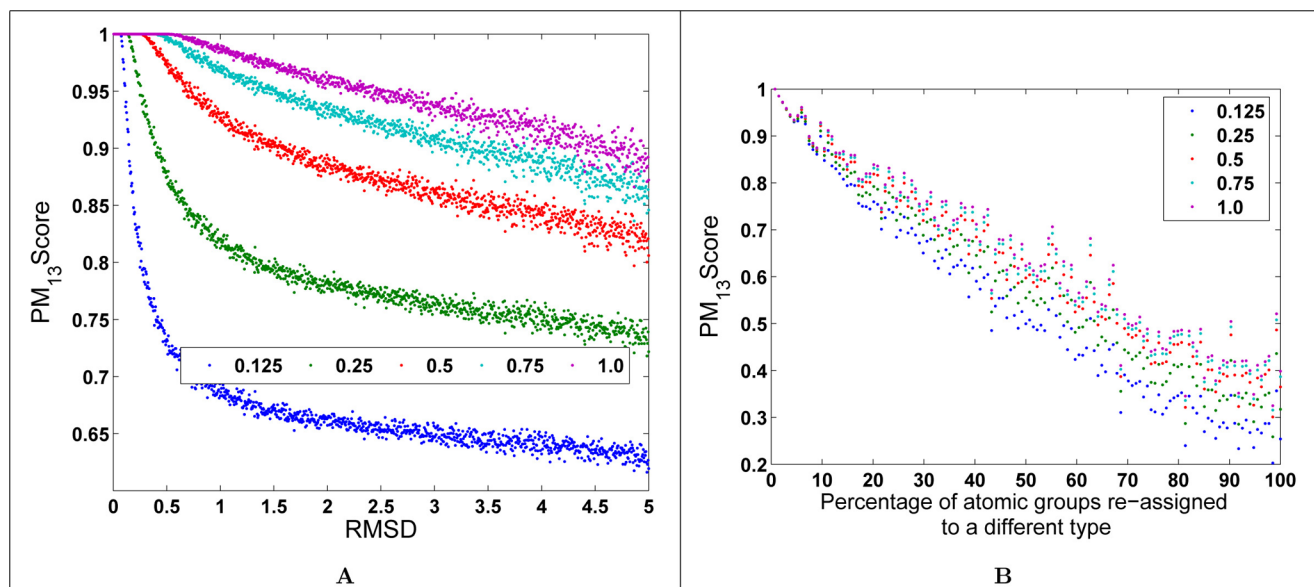 1
0.95
0.9
0.85
0.8
0.75
0.7
0.65
PM13Score
0.125 0.25 0.5 0.75 1.0
0 0.5 1 1.5 2 2.5 3 3.5 4 4.5 5
RMSD
A
1
0.9
0.8
0.7
0.6
0.5
0.4
0.3
0.2
PM13Score
0.125
0.25
0.5
0.75
1.0
0 10 20 30 40 50 60 70 80 90 100
Percentage of atomic groups re-assigned
to a different type
B